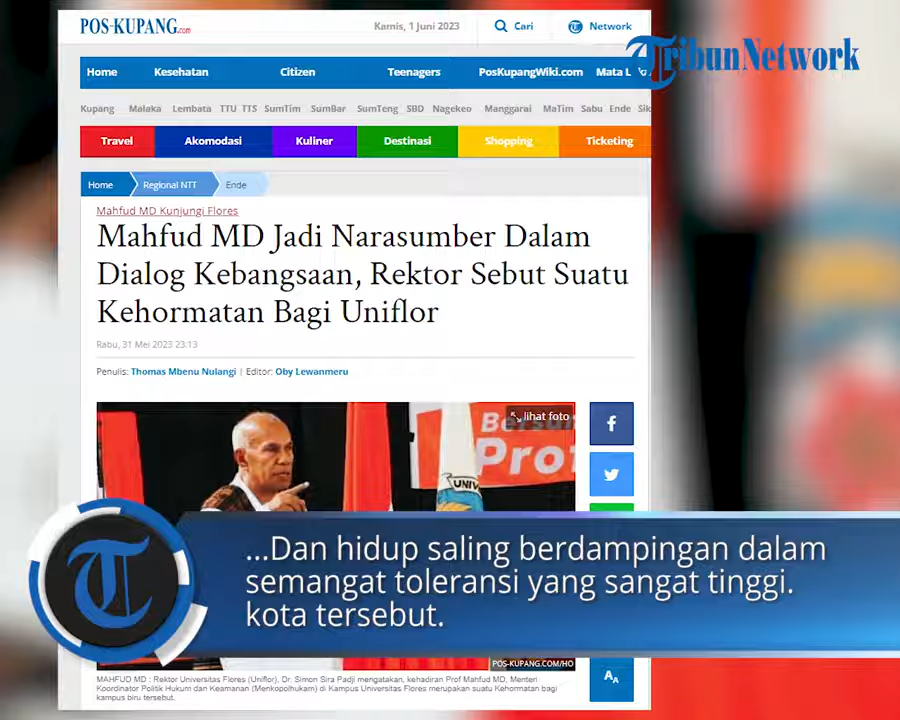 POS-KUPANG.com
Kamis, 1 Juni 2023
Cari
Network
TribunNetwork
Home Kesehatan Citizen Teenagers PosKupangWiki.com Mata L
Kupang Malaka Lembata TTU TTS SumTim SumBar SumTeng SBD Nagekeo Manggarai MaTim Sabu Ende Sik
Travel Akomodasi Kuliner Destinasi Shopping Ticketing
Home Regional NTT Ende
Mahfud MD Kunjungi Flores
Mahfud MD Jadi Narasumber Dalam
Dialog Kebangsaan, Rektor Sebut Suatu
Kehormatan Bagi Uniflor
Rabu, 31 Mei 2023 23:13
Penulis: Thomas Mbenu Nulangi | Editor: Oby Lewanmeru
lihat foto
Prof
UNIV
...Dan hidup saling berdampingan dalam
semangat toleransi yang sangat tinggi.
kota tersebut.
POS-KUPANG.COM/HO
MAHFUD MD : Rektor Universitas Flores (Uniflor), Dr. Simon Sira Padji mengatakan, kehadiran Prof Mahfud MD, Menteri
Koordinator Politik Hukum dan Keamanan (Menkopolhukam) di Kampus Universitas Flores merupakan suatu Kehormatan bagi
kampus biru tersebut.
AA